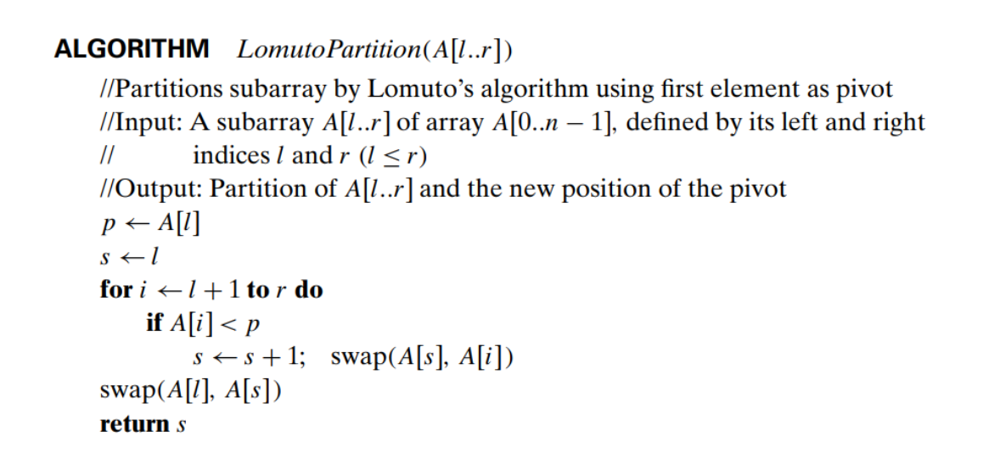 ALGORITHM LomutoPartition(A[l..r])
//Partitions subarray by Lomuto’s algorithm using first element as pivot
//Input: A subarray A[l..r] of array A[0..n − 1], defined by its left and right
// indices l and r (l ≤ r)
//Output: Partition of A[l..r] and the new position of the pivot
p ← A[l]
s ← l
for i ← l + 1 to r do
if A[i] < p
s ← s + 1; swap(A[s], A[i])
swap(A[l], A[s])
return s